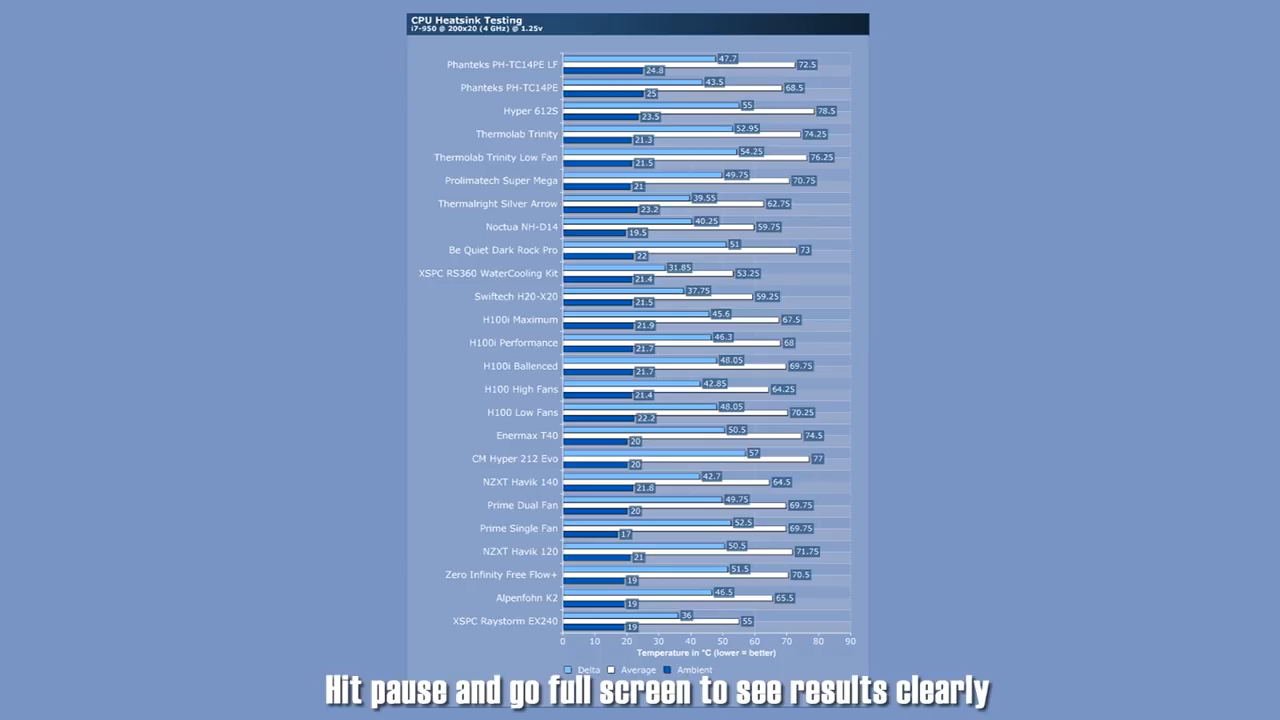 CPU Heatsink Testing
i7-950 @ 200x20 (4 GHz) @ 1.25v
Phanteks PH-TC14PE LF 47.7 72.5 24.8
Phanteks PH-TC14PE 43.5 68.5 25
Hyper 612S 55 78.5 23.5
Thermolab Trinity 52.95 74.25 21.3
Thermolab Trinity Low Fan 54.25 76.25 21.5
Prolimatech Super Mega 49.75 70.75 21
Thermalright Silver Arrow 39.55 62.75 23.2
Noctua NH-D14 40.25 59.75 19.5
Be Quiet Dark Rock Pro 51 73 22
XSPC RS360 WaterCooling Kit 31.85 53.25 21.4
Swiftech H20-X20 37.75 59.25 21.5
H100i Maximum 45.6 67.5 21.9
H100i Performance 46.3 68 21.7
H100i Ballenced 48.05 69.75 21.7
H100 High Fans 42.85 64.25 21.4
H100 Low Fans 48.05 70.25 22.2
Enermax T40 50.5 74.5 20
CM Hyper 212 Evo 57 77 20
NZXT Havik 140 42.7 64.5 21.8
Prime Dual Fan 49.75 69.75 20
Prime Single Fan 52.5 69.75 17
NZXT Havik 120 50.5 71.75 21
Zero Infinity Free Flow+ 51.5 70.5 19
Alpenfohn K2 46.5 65.5 19
XSPC Raystorm EX240 36 55 19
0 10 20 30 40 50 60 70 80 90
Temperature in °C (lower = better)
Delta Average Ambient
Hit pause and go full screen to see results clearly